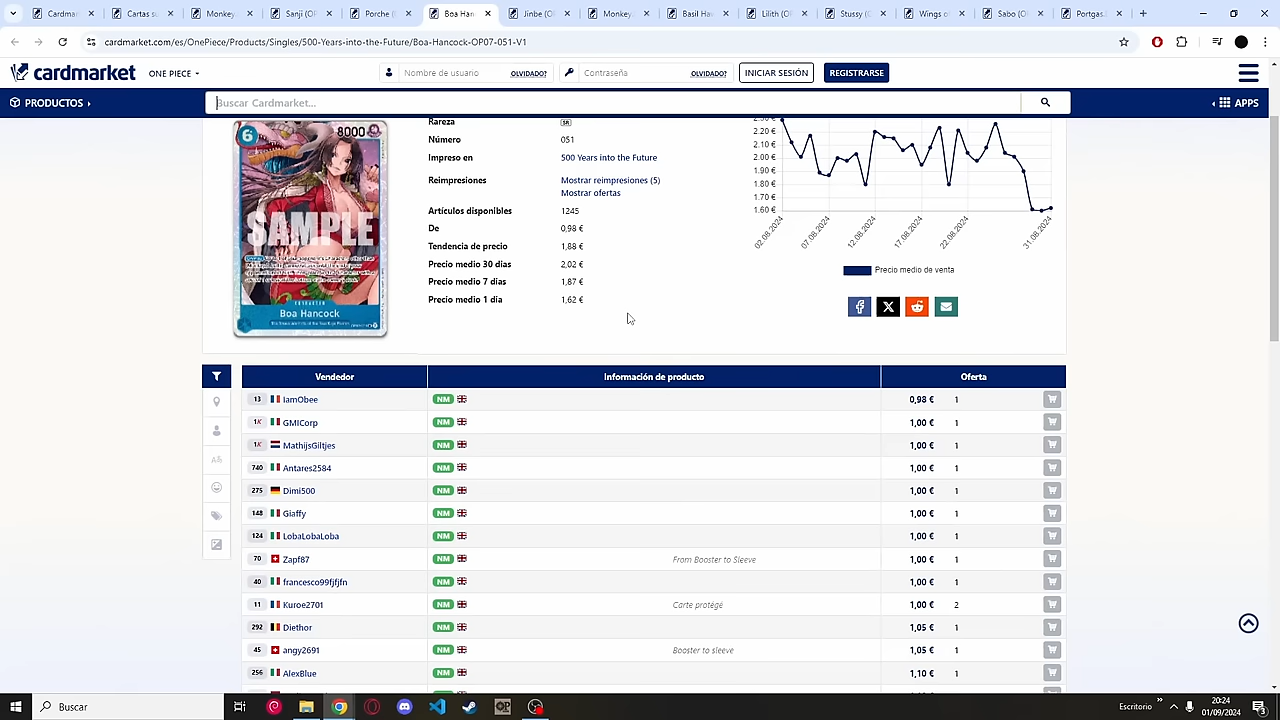 Cardmar
Cartas su
Monkey
Sanji (O
Porche (
Boa Han
Jinbe (O
Monkey
Basil Ha
Lilith (O
Stussy (
Wings o
Sabo (O
Portgas
cardmarket.com/es/OnePiece/Products/Singles/500-Years-into-the-Future/Boa-Hancock-OP07-051-V1
cardmarket ONE PIECE
Nombre de usuario OLVIDADO?
Contraseña OLVIDADO?
INICIAR SESIÓN
REGISTRARSE
PRODUCTOS
Buscar Cardmarket...
APPS
6 8000
SAMPLE
Boa Hancock
Rareza SR
Número 051
Impreso en 500 Years into the Future
Reimpresiones Mostrar reimpresiones (5)
Mostrar ofertas
Artículos disponibles 1245
De 0,98 €
Tendencia de precio 1,88 €
Precio medio 30 días 2,02 €
Precio medio 7 días 1,87 €
Precio medio 1 día 1,62 €
2.30 €
2.20 €
2.10 €
2.00 €
1.90 €
1.80 €
1.70 €
1.60 €
07.08.2024
12.08.2024
17.08.2024
22.08.2024
31.08.2024
Precio medio de venta
Vendedor Información de producto Oferta
13 IamObee NM 0,98 € 1
1K GMICorp NM 1,00 € 1
1K MathijsGiltjes NM 1,00 € 1
740 Antares2584 NM 1,00 € 1
275 Dimi500 NM 1,00 € 1
148 Giaffy NM 1,00 € 1
124 LobaLobaLoba NM 1,00 € 1
70 Zapf87 NM From Booster to Sleeve 1,00 € 1
40 francesco99fjfjfn NM 1,00 € 1
11 Kuroe2701 NM Carte protégé 1,00 € 2
292 Diethor NM 1,05 € 1
45 angy2691 NM Booster to sleeve 1,05 € 1
256 AlexBlue NM 1,10 € 1
Buscar
Escritorio
20:24
01/09/2024